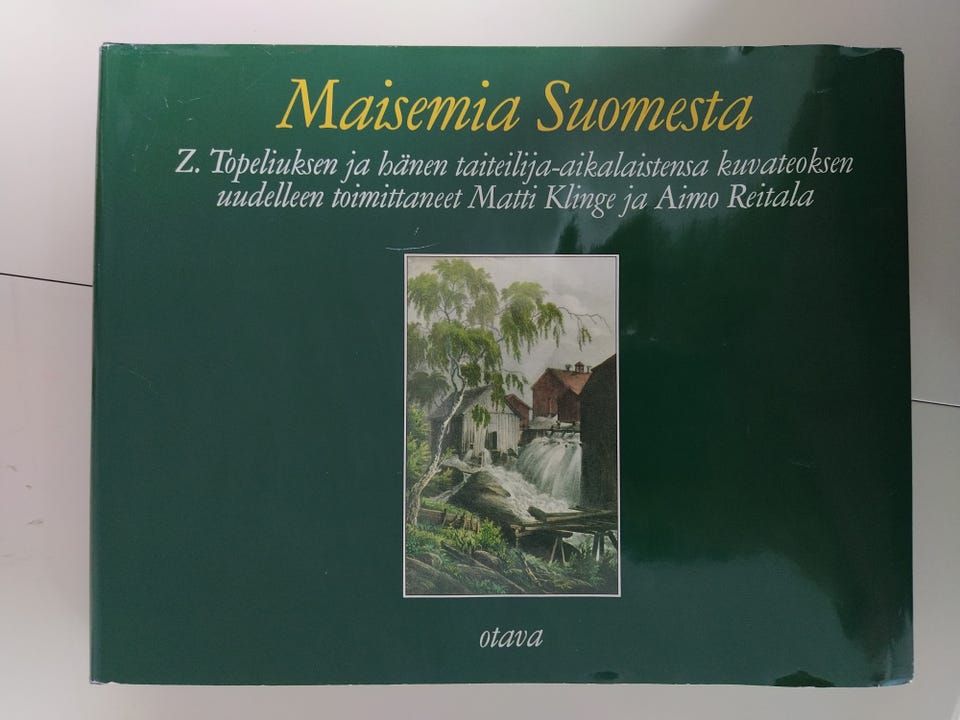 Maisemia Suomesta
Z. Topeliuksen ja hänen taiteilija-aikalaistensa kuvateoksen
uudelleen toimittaneet Matti Klinge ja Aimo Reitala
otava